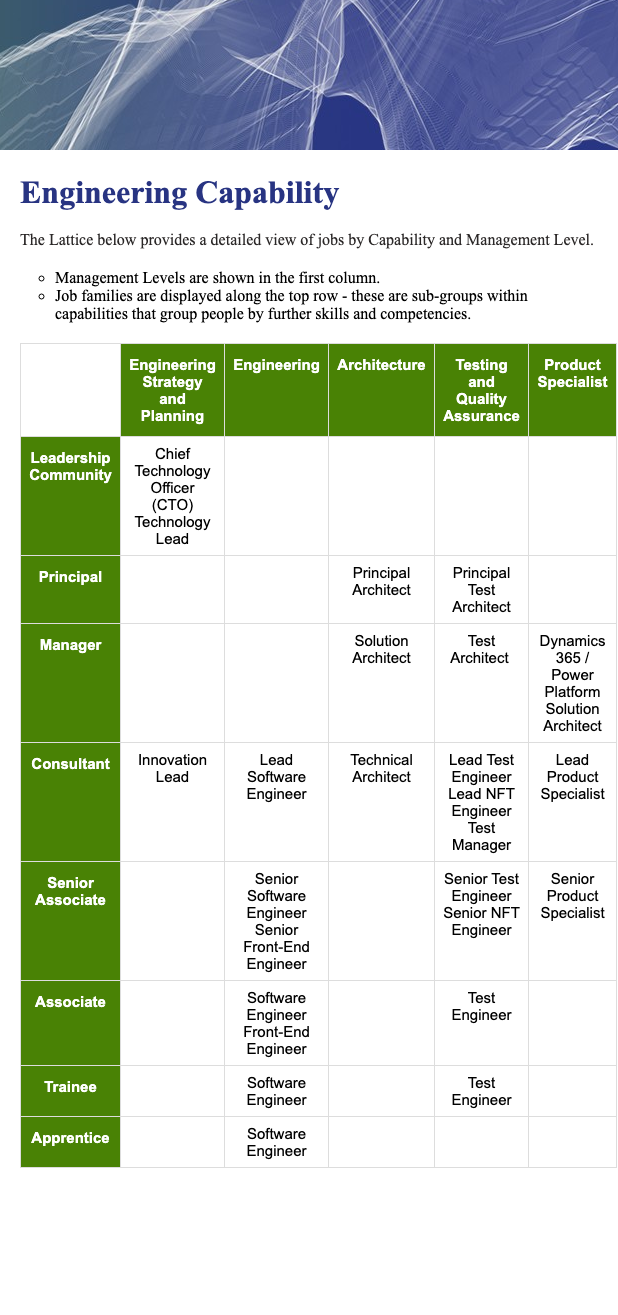 Engineering Capability
The Lattice below provides a detailed view of jobs by Capability and Management Level.
Management Levels are shown in the first column.
Job families are displayed along the top row - these are sub-groups within
capabilities that group people by further skills and competencies.
Engineering
Strategy
and
Planning
Engineering
Architecture
Testing
and
Quality
Assurance
Product
Specialist
Leadership
Community
Chief
Technology
Officer
(CTO)
Technology
Lead
Principal
Principal
Architect
Principal
Test
Architect
Manager
Solution
Architect
Test
Architect
Dynamics
365 /
Power
Platform
Solution
Architect
Consultant
Innovation
Lead
Lead
Software
Engineer
Technical
Architect
Lead Test
Engineer
Lead NFT
Engineer
Test
Manager
Lead
Product
Specialist
Senior
Associate
Senior
Software
Engineer
Senior
Front-End
Engineer
Senior Test
Engineer
Senior NFT
Engineer
Senior
Product
Specialist
Associate
Software
Engineer
Front-End
Engineer
Test
Engineer
Trainee
Software
Engineer
Test
Engineer
Apprentice
Software
Engineer